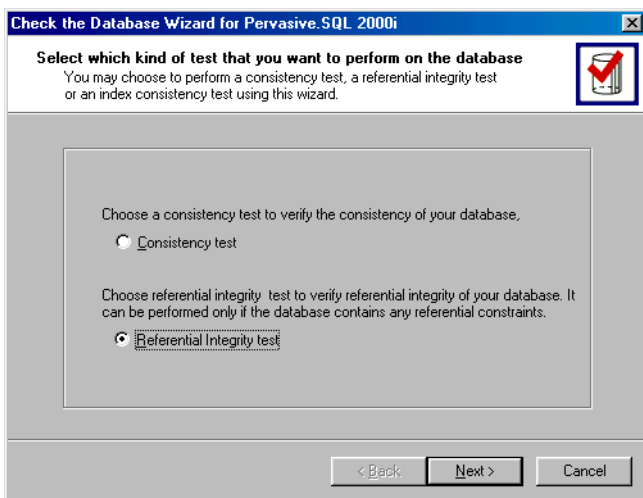 Check the Database Wizard for Pervasive.SQL 2000i
Select which kind of test that you want to perform on the database
You may choose to perform a consistency test, a referential integrity test
or an index consistency test using this wizard.
Choose a consistency test to verify the consistency of your database,
Consistency test
Choose referential integrity test to verify referential integrity of your database. It
can be performed only if the database contains any referential constraints.
Referential Integrity test
< Back
Next >
Cancel